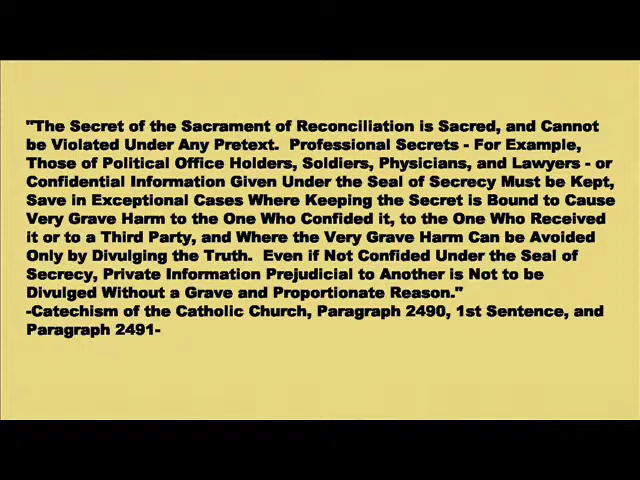 "The Secret of the Sacrament of Reconciliation is Sacred, and Cannot
be Violated Under Any Pretext.  Professional Secrets - For Example,
Those of Political Office Holders, Soldiers, Physicians, and Lawyers - or
Confidential Information Given Under the Seal of Secrecy Must be Kept,
Save in Exceptional Cases Where Keeping the Secret is Bound to Cause
Very Grave Harm to the One Who Confided it, to the One Who Received
it or to a Third Party, and Where the Very Grave Harm Can be Avoided
Only by Divulging the Truth.  Even if Not Confided Under the Seal of
Secrecy, Private Information Prejudicial to Another is Not to be
Divulged Without a Grave and Proportionate Reason."
-Catechism of the Catholic Church, Paragraph 2490, 1st Sentence, and
Paragraph 2491-